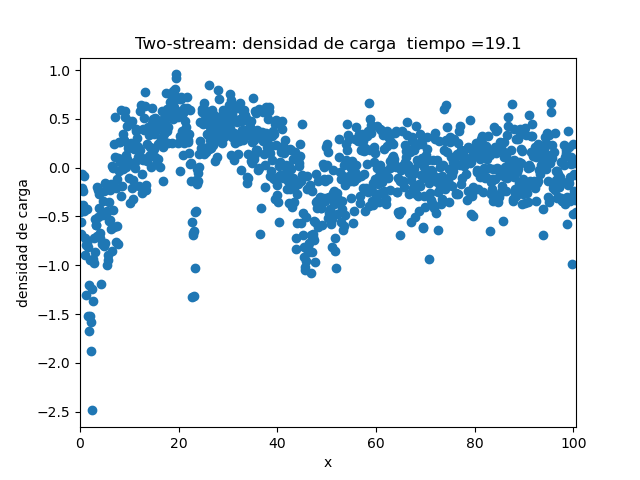 Two-stream: densidad de carga  tiempo =19.1
1.0
0.5
0.0
−0.5
−1.0
−1.5
−2.0
−2.5
densidad de carga
0 20 40 60 80 100
x